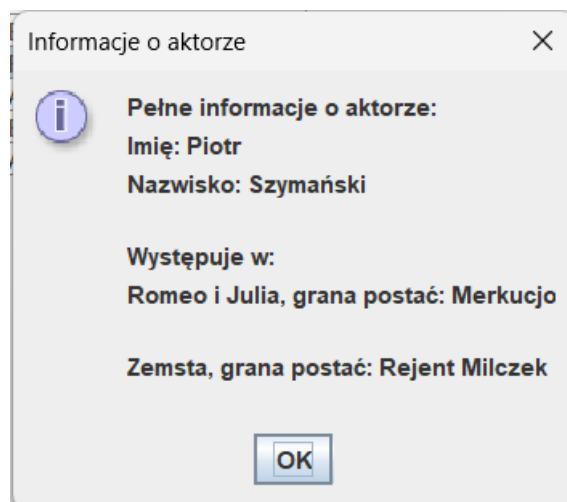 Informacje o aktorze
Pełne informacje o aktorze:
Imię: Piotr
Nazwisko: Szymański
Występuje w:
Romeo i Julia, grana postać: Merkucjo
Zemsta, grana postać: Rejent Milczek
OK